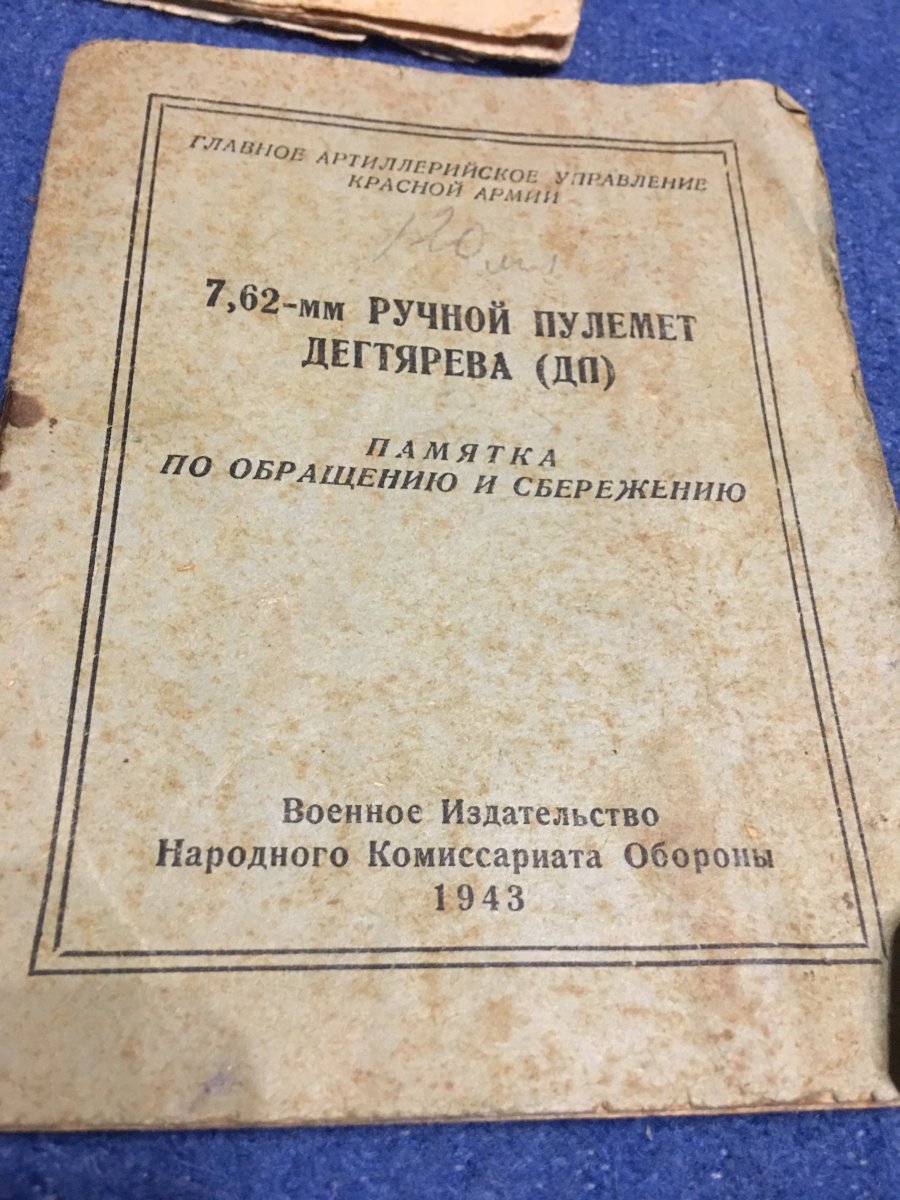 ГЛАВНОЕ АРТИЛЛЕРИЙСКОЕ УПРАВЛЕНИЕ
КРАСНОЙ АРМИИ
120
7,62-мм РУЧНОЙ ПУЛЕМЕТ
ДЕГТЯРЕВА (ДП)
ПАМЯТКА
ПО ОБРАЩЕНИЮ И СБЕРЕЖЕНИЮ
Военное Издательство
Народного Комиссариата Обороны
1943